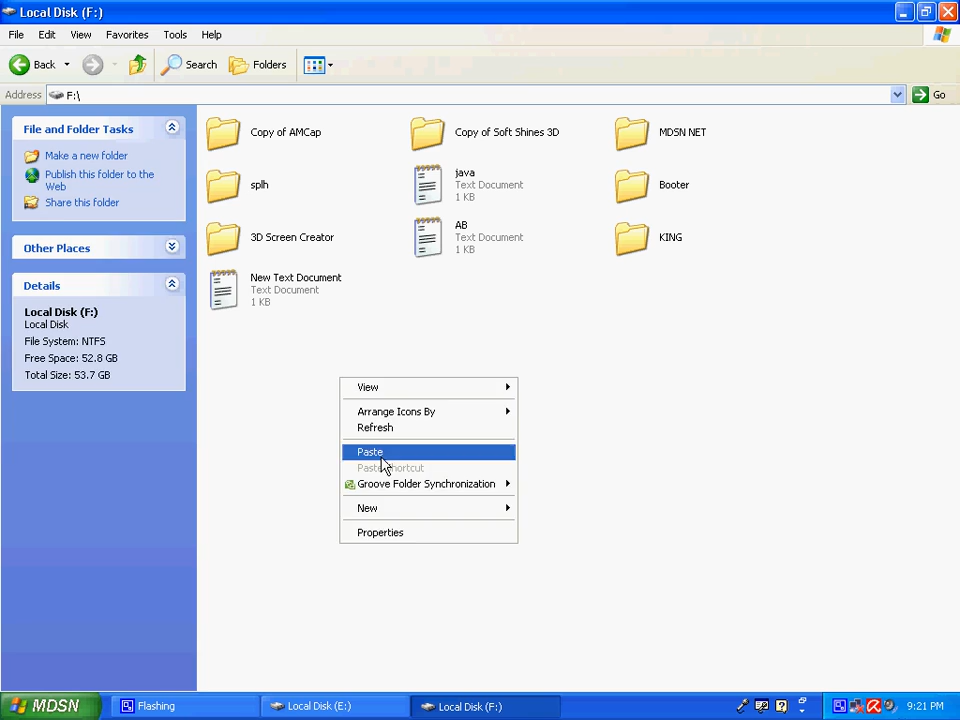 Local Disk (F:)
File Edit View Favorites Tools Help
Back Search Folders
Address F:\ Go
File and Folder Tasks
Make a new folder
Publish this folder to the
Web
Share this folder
Other Places
Details
Local Disk (F:)
Local Disk
File System: NTFS
Free Space: 52.8 GB
Total Size: 53.7 GB
Copy of AMCap
Copy of Soft Shines 3D
MDSN NET
splh
java
Text Document
1 KB
Booter
3D Screen Creator
AB
Text Document
1 KB
KING
New Text Document
Text Document
1 KB
View
Arrange Icons By
Refresh
Paste
Paste Shortcut
Groove Folder Synchronization
New
Properties
MDSN Flashing Local Disk (E:) Local Disk (F:) 9:21 PM